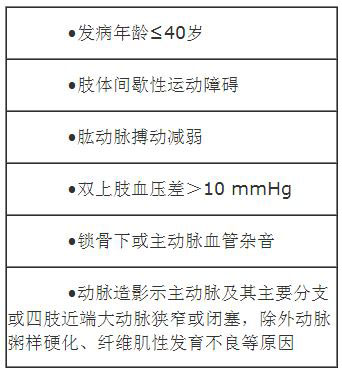 ●发病年龄≤40岁
●肢体间歇性运动障碍
●肱动脉搏动减弱
●双上肢血压差＞10 mmHg
●锁骨下或主动脉血管杂音
●动脉造影示主动脉及其主要分支
或四肢近端大动脉狭窄或闭塞，除外动脉
粥样硬化、纤维肌性发育不良等原因